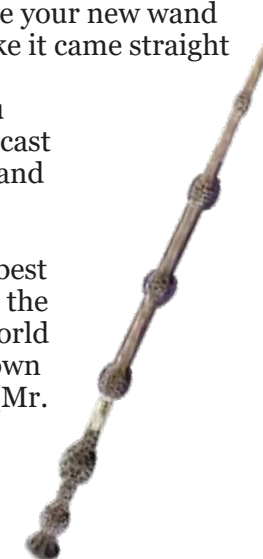 e your new wand
ke it came straight
cast
and
best
the
orld
own
Mr.